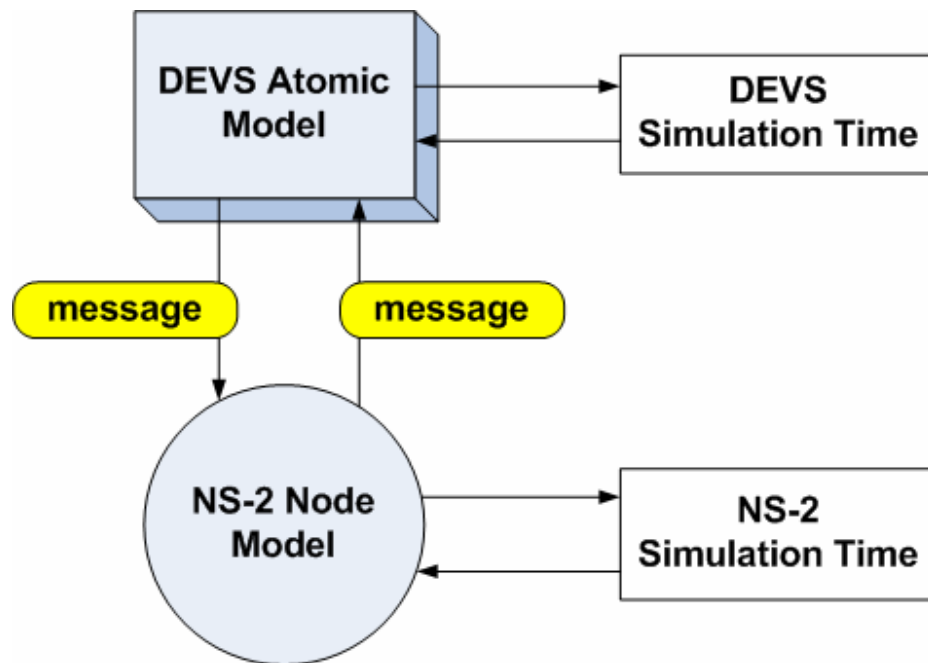 DEVS Atomic
Model
DEVS
Simulation Time
message
message
NS-2 Node
Model
NS-2
Simulation Time